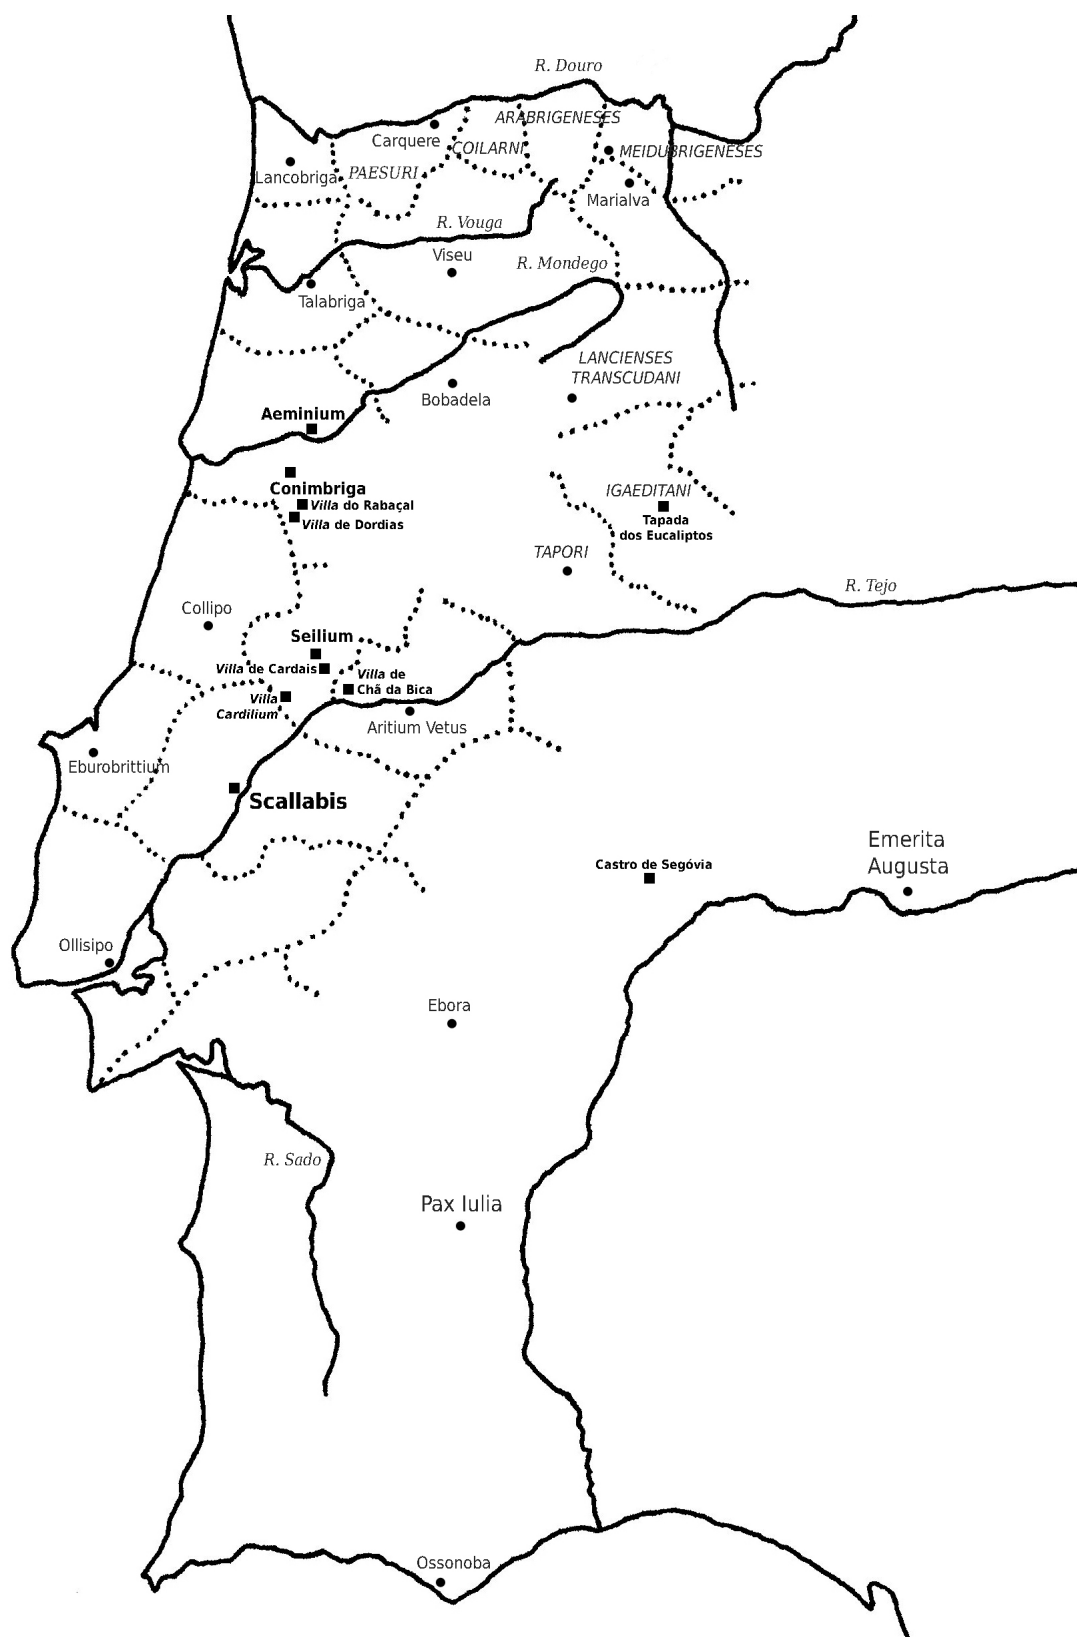 R. Douro
ARABRIGENESES
Carquere
COILARNI
MEIDUBRIGENESES
Lancobriga
PAESURI
Marialva
R. Vouga
Viseu
R. Mondego
Talabriga
LANCIENSES
TRANSCUDANI
Bobadela
Aeminium
Conimbriga
IGAEDITANI
Villa do Rabaçal
Villa de Dordias
Tapada
dos Eucaliptos
TAPORI
R. Tejo
Collipo
Seilium
Villa de Cardais
Villa de
Chã da Bica
Villa
Cardilium
Aritium Vetus
Eburobrittium
Scallabis
Emerita
Augusta
Castro de Segóvia
Ollisipo
Ebora
R. Sado
Pax Iulia
Ossonoba